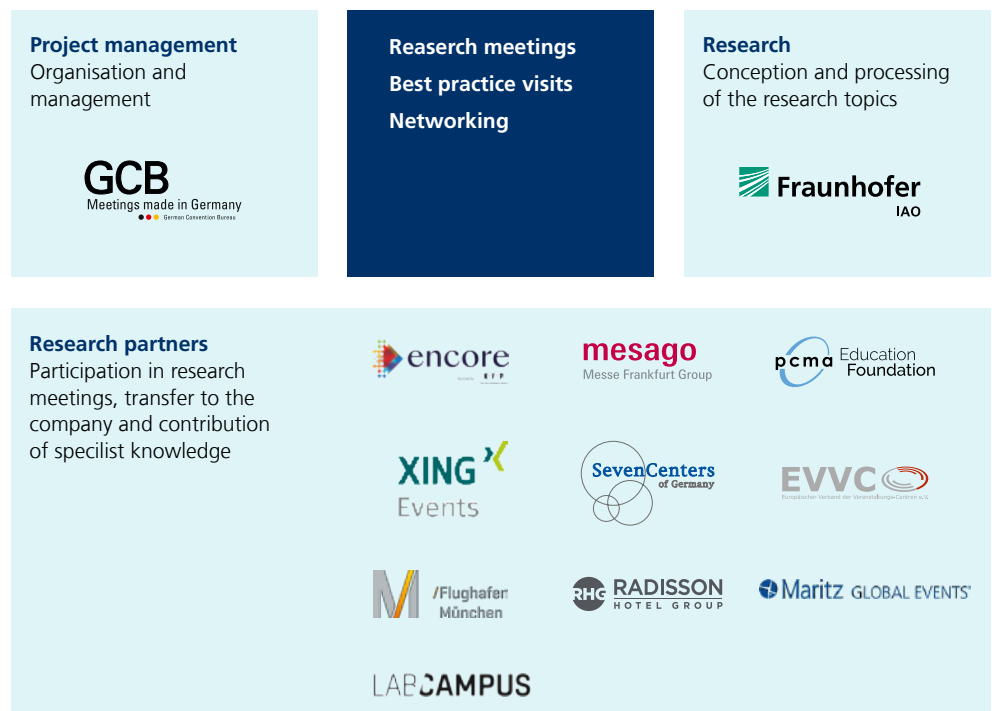 Project management
Organisation and
management
GCB
Meetings made in Germany
German Convention Bureau
Reaserch meetings
Best practice visits
Networking
Research
Conception and processing
of the research topics
Fraunhofer
IAO
Research partners
Participation in research
meetings, transfer to the
company and contribution
of specilist knowledge
encore
KFP
mesago
Messe Frankfurt Group
pcma Education
Foundation
XING
Events
SevenCenters
of Germany
EVVC
Europäischer Verband der Veranstaltungs-Centren e.V.
M /Flughafen
München
RHG RADISSON
HOTEL GROUP
Maritz GLOBAL EVENTS®
LABCAMPUS